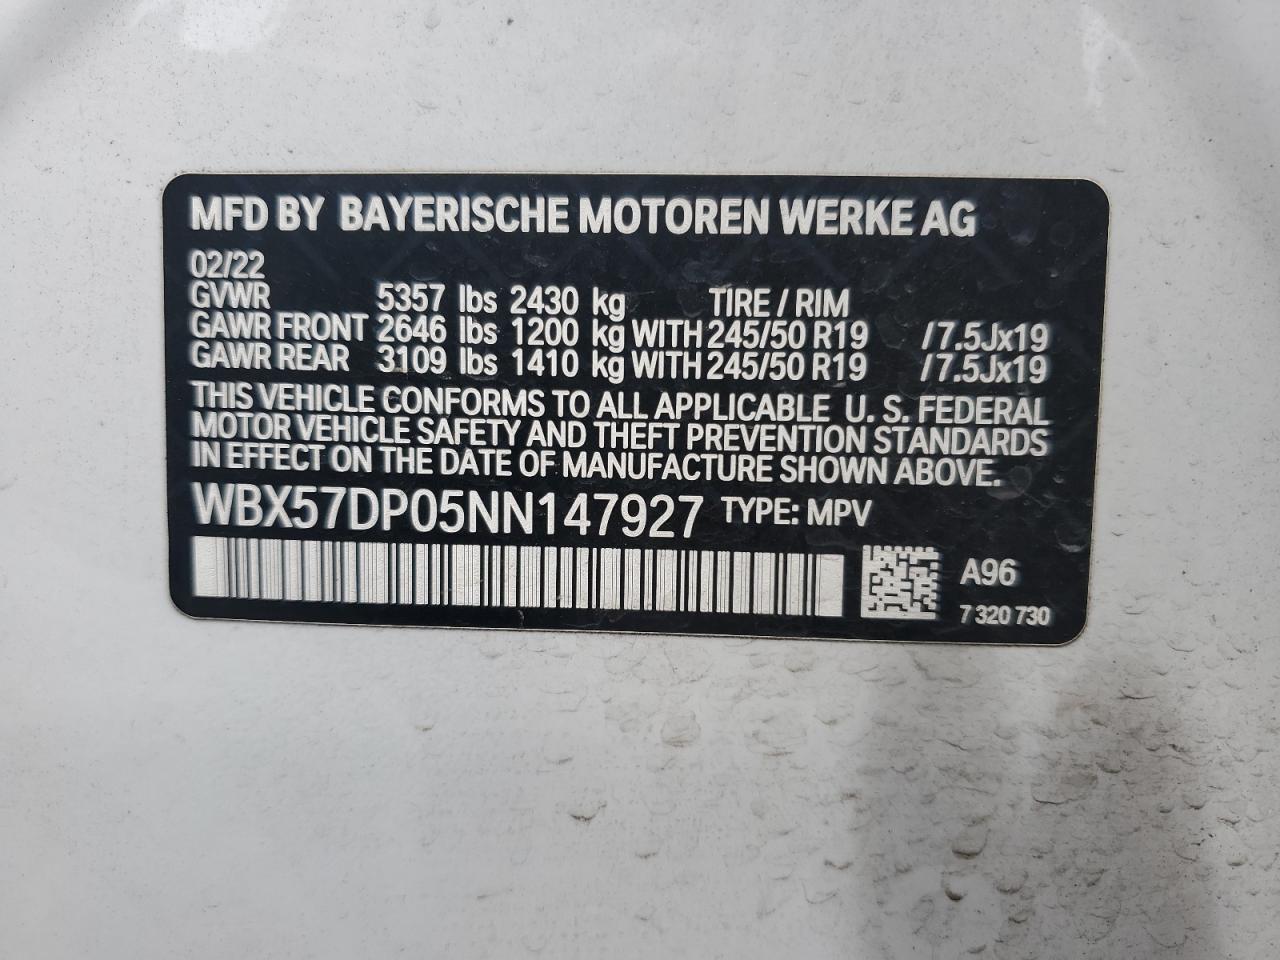 MFD BY BAYERISCHE MOTOREN WERKE AG
02/22
GVWR 5357 lbs 2430 kg TIRE / RIM
GAWR FRONT 2646 lbs 1200 kg WITH 245/50 R19 /7.5Jx19
GAWR REAR 3109 lbs 1410 kg WITH 245/50 R19 /7.5Jx19
THIS VEHICLE CONFORMS TO ALL APPLICABLE U. S. FEDERAL
MOTOR VEHICLE SAFETY AND THEFT PREVENTION STANDARDS
IN EFFECT ON THE DATE OF MANUFACTURE SHOWN ABOVE.
WBX57DP05NN147927 TYPE: MPV
A96
7 320 730